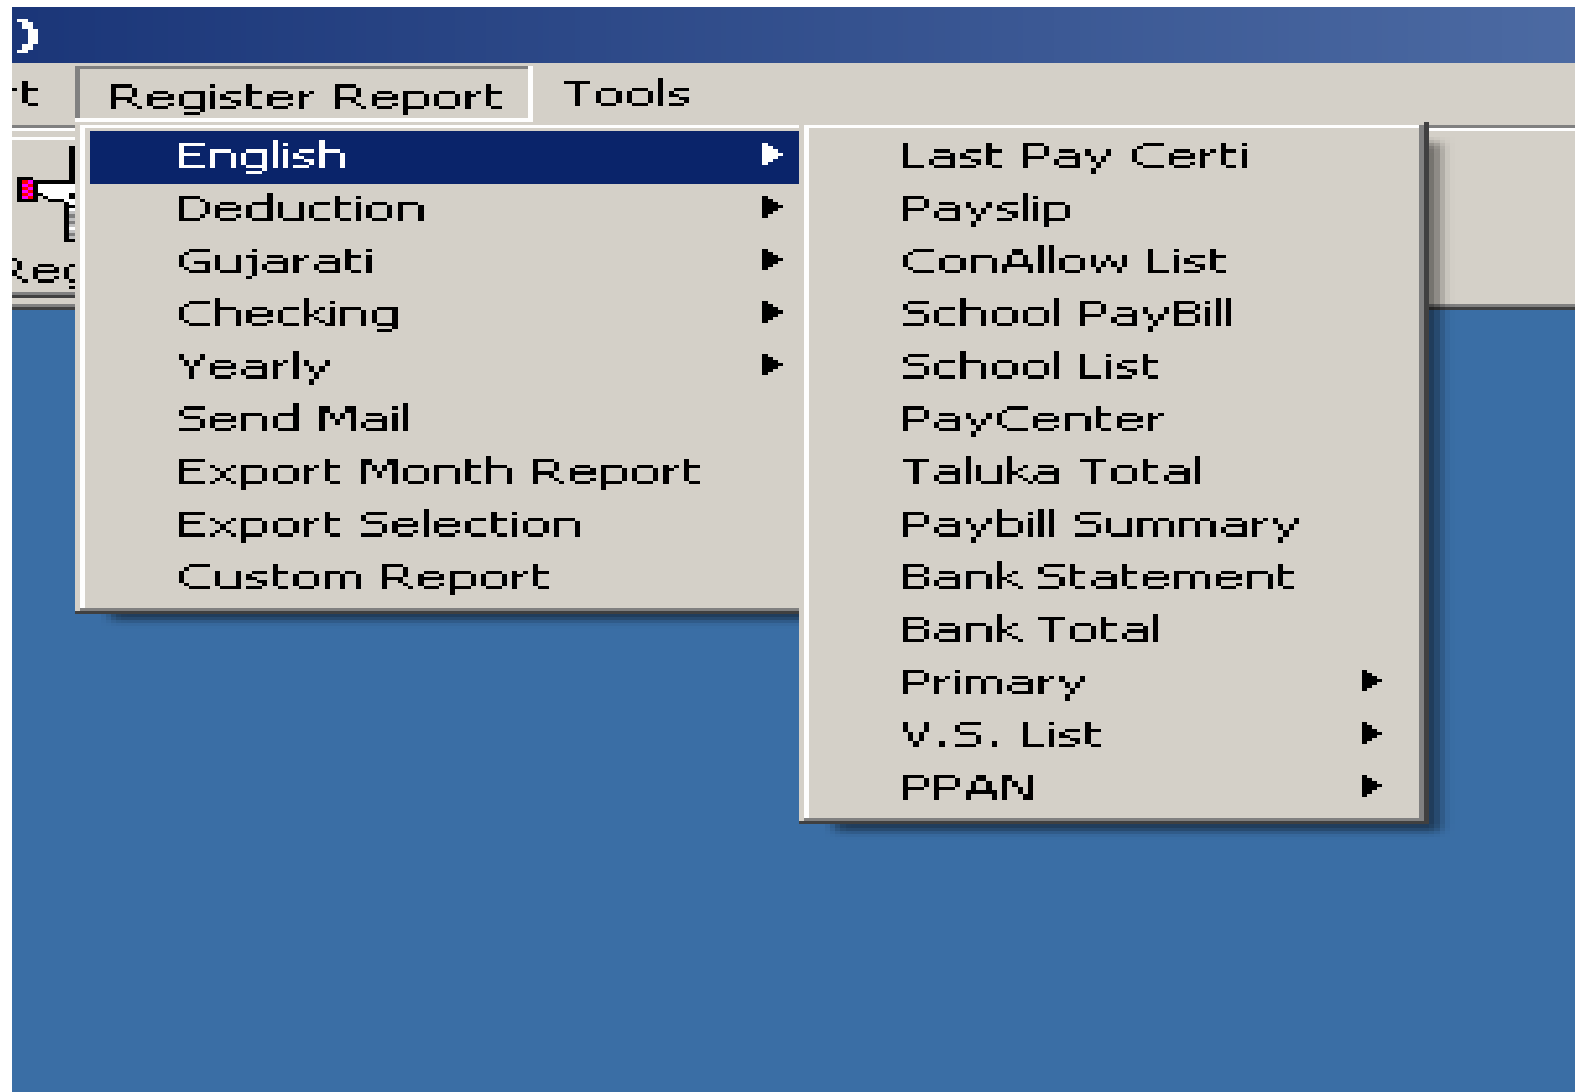 )
Register Report Tools
English
Deduction
Gujarati
Checking
Yearly
Send Mail
Export Month Report
Export Selection
Custom Report
Last Pay Certi
Payslip
ConAllow List
School PayBill
School List
PayCenter
Taluka Total
Paybill Summary
Bank Statement
Bank Total
Primary
V.S. List
PPAN